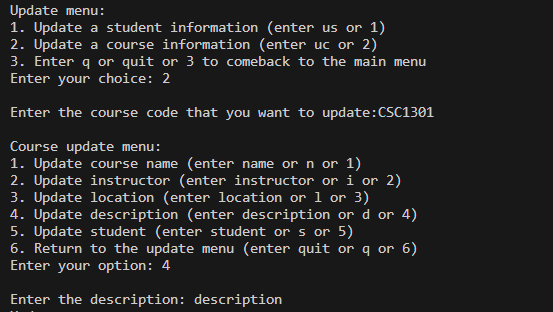 Update menu:
1. Update a student information (enter us or 1)
2. Update a course information (enter uc or 2)
3. Enter q or quit or 3 to comeback to the main menu
Enter your choice: 2
Enter the course code that you want to update:CSC1301
Course update menu:
1. Update course name (enter name or n or 1)
2. Update instructor (enter instructor or i or 2)
3. Update location (enter location or l or 3)
4. Update description (enter description or d or 4)
5. Update student (enter student or s or 5)
6. Return to the update menu (enter quit or q or 6)
Enter your option: 4
Enter the description: description